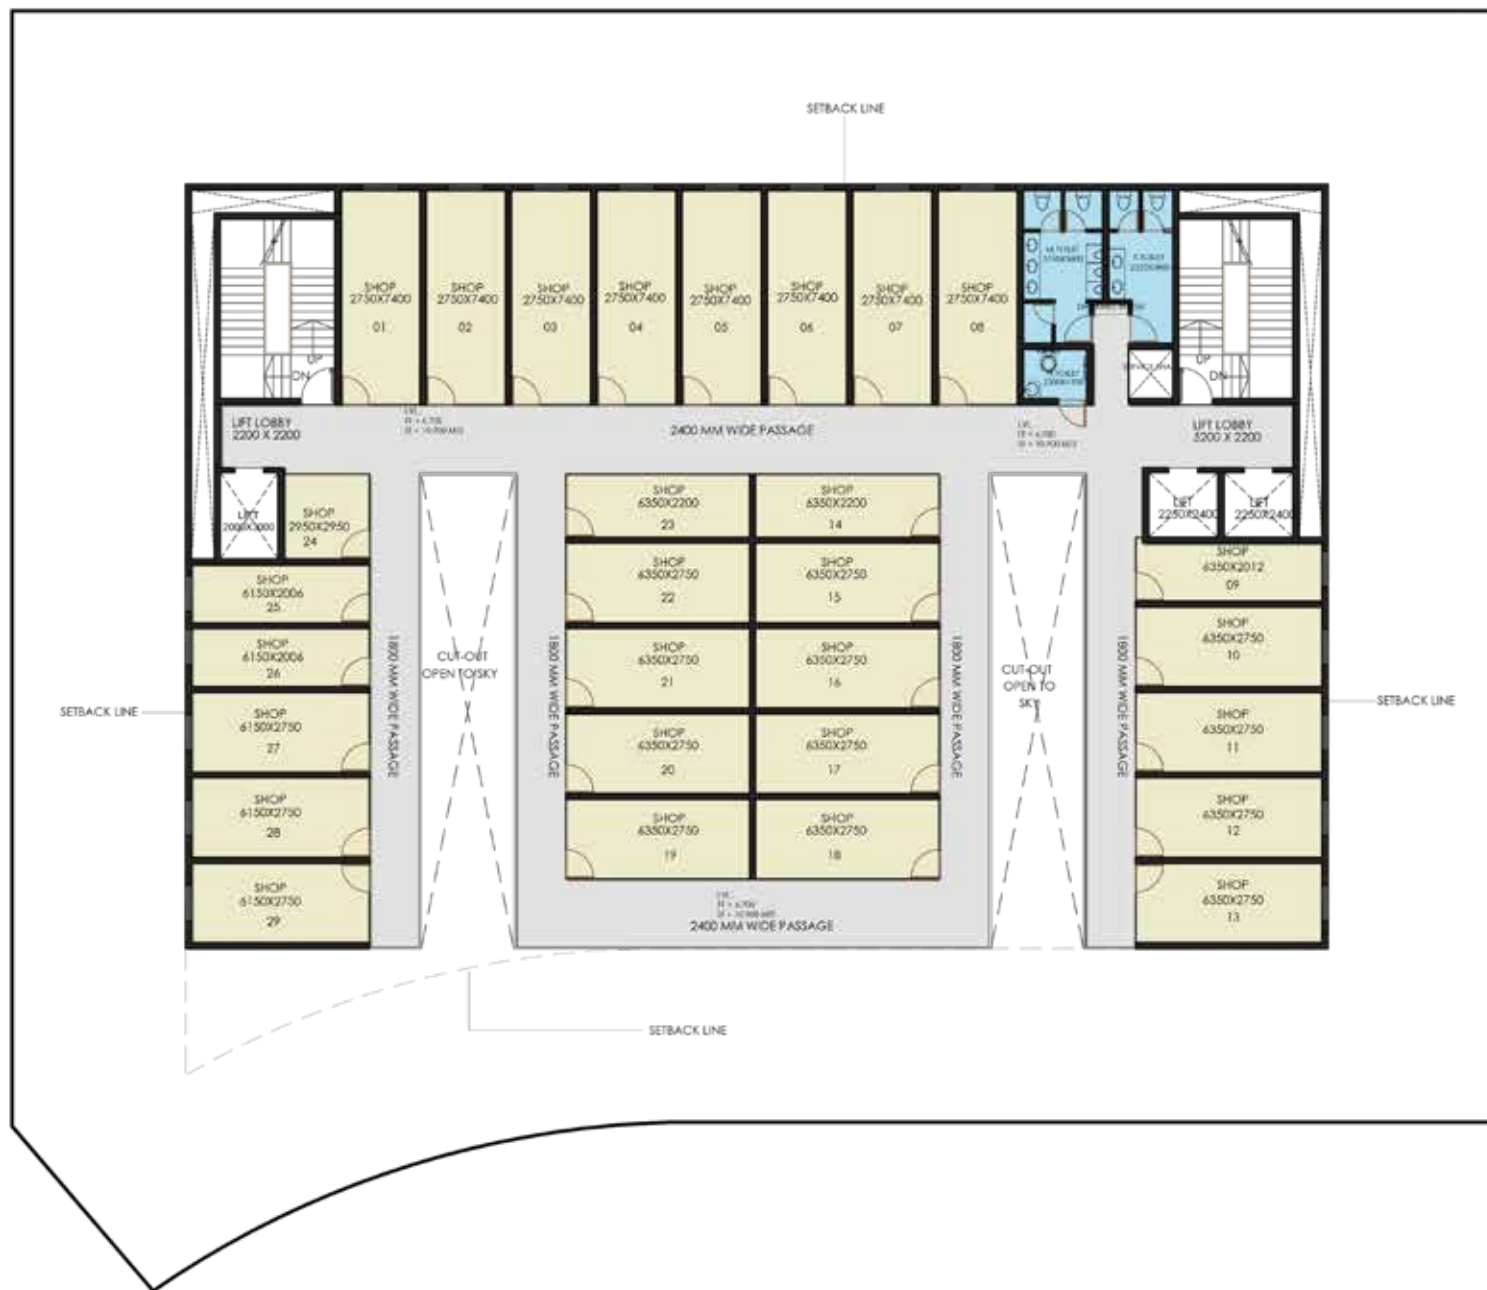 SETBACK LINE
SHOP
2750X7400
01
SHOP
2750X7400
02
SHOP
2750X7400
03
SHOP
2750X7400
04
SHOP
2750X7400
05
SHOP
2750X7400
06
SHOP
2750X7400
07
SHOP
2750X7400
08
UP
DN
UP
DN
LIFT LOBBY
2200 X 2200
2400 MM WIDE PASSAGE
LIFT LOBBY
3200 X 2200
LIFT
2000X3000
SHOP
2950X2950
24
SHOP
6350X2200
23
SHOP
6350X2200
14
LIFT
2250X2400
LIFT
2250X2400
SHOP
6150X2006
25
SHOP
6350X2750
22
SHOP
6350X2750
15
SHOP
6350X2012
09
SHOP
6150X2006
26
CUT-OUT
OPEN TO SKY
SHOP
6350X2750
21
SHOP
6350X2750
16
CUT-OUT
OPEN TO
SKY
SHOP
6350X2750
10
1800 MM WIDE PASSAGE
1800 MM WIDE PASSAGE
1800 MM WIDE PASSAGE
1800 MM WIDE PASSAGE
SETBACK LINE
SHOP
6150X2750
27
SHOP
6350X2750
20
SHOP
6350X2750
17
SHOP
6350X2750
11
SETBACK LINE
SHOP
6150X2750
28
SHOP
6350X2750
19
SHOP
6350X2750
18
SHOP
6350X2750
12
SHOP
6150X2750
29
2400 MM WIDE PASSAGE
SHOP
6350X2750
13
SETBACK LINE